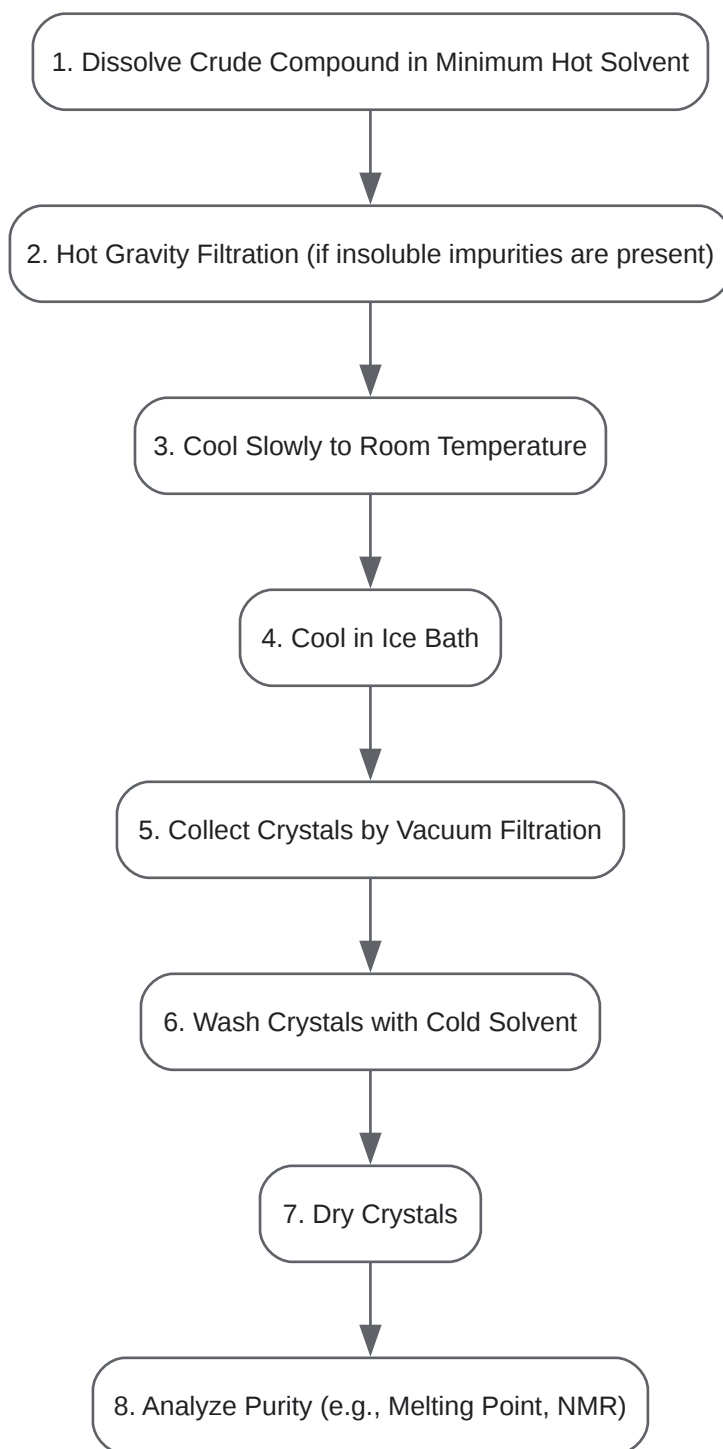 1. Dissolve Crude Compound in Minimum Hot Solvent
2. Hot Gravity Filtration (if insoluble impurities are present)
3. Cool Slowly to Room Temperature
4. Cool in Ice Bath
5. Collect Crystals by Vacuum Filtration
6. Wash Crystals with Cold Solvent
7. Dry Crystals
8. Analyze Purity (e.g., Melting Point, NMR)